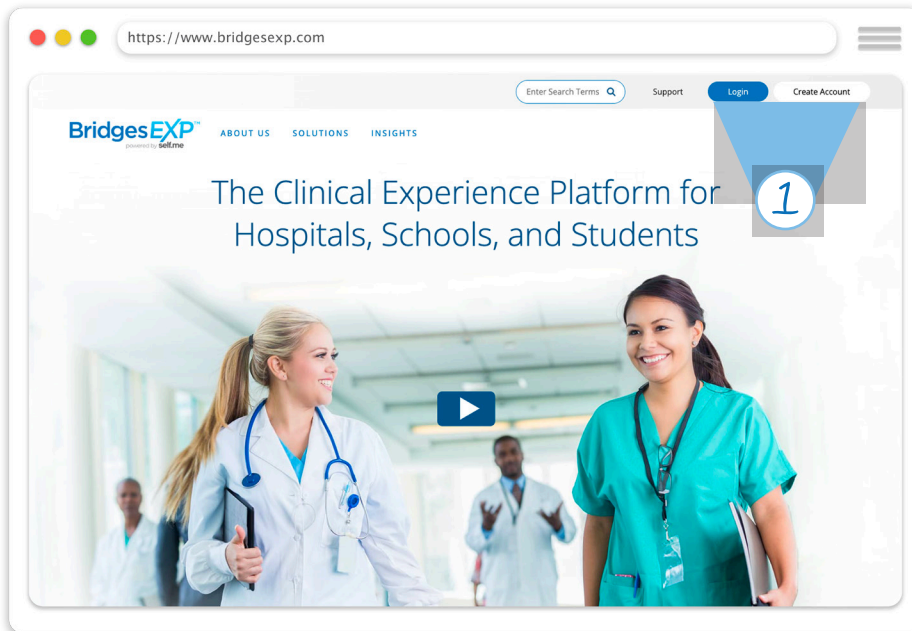 https://www.bridgesexp.com
Enter Search Terms Support Login Create Account
BridgesEXP™ ABOUT US SOLUTIONS INSIGHTS
powered by self.me
1
The Clinical Experience Platform for
Hospitals, Schools, and Students